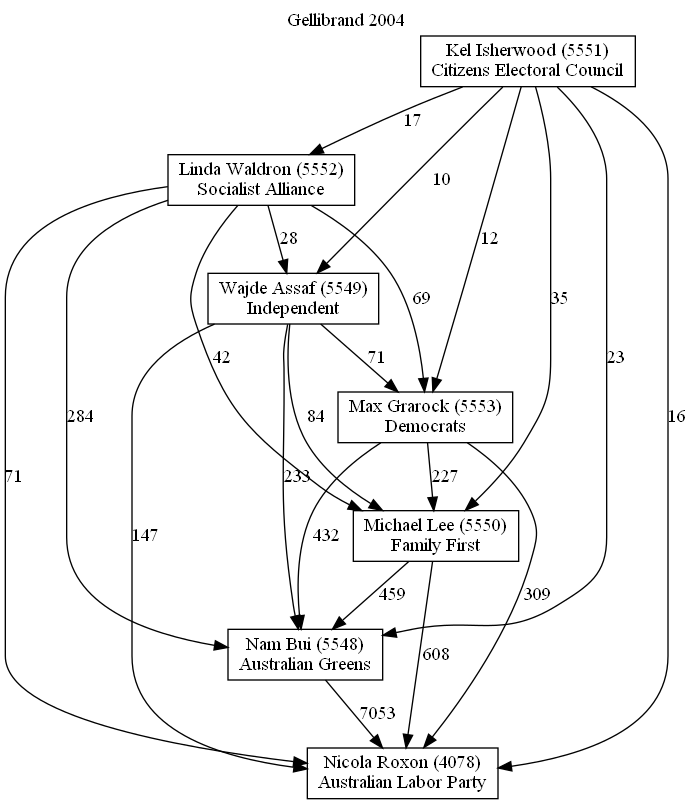 Gellibrand 2004
Kel Isherwood (5551)
Citizens Electoral Council
17
Linda Waldron (5552)
Socialist Alliance
10
28
12
Wajde Assaf (5549)
Independent
69
35
42
71
23
Max Grarock (5553)
Democrats
284
84
16
71
233
227
Michael Lee (5550)
Family First
147
432
459
309
Nam Bui (5548)
Australian Greens
608
7053
Nicola Roxon (4078)
Australian Labor Party